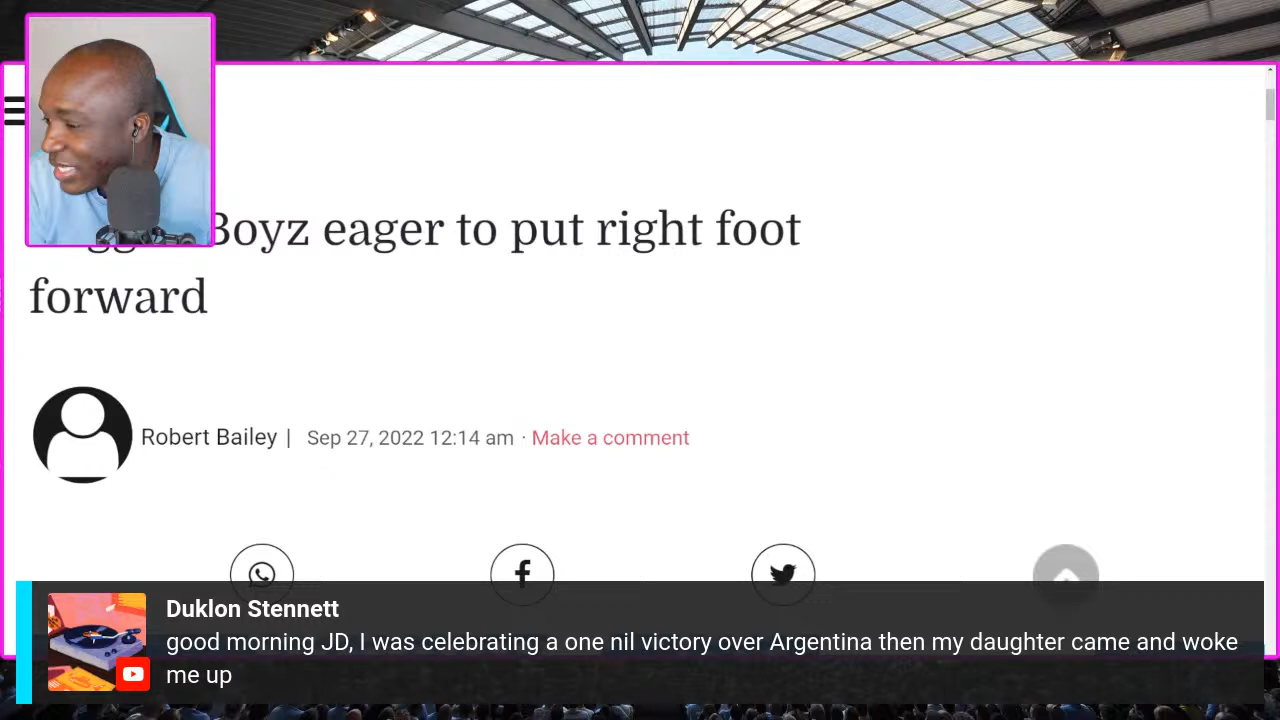 Boyz eager to put right foot
forward
Robert Bailey | Sep 27, 2022 12:14 am · Make a comment
Duklon Stennett
good morning JD, I was celebrating a one nil victory over Argentina then my daughter came and woke
me up